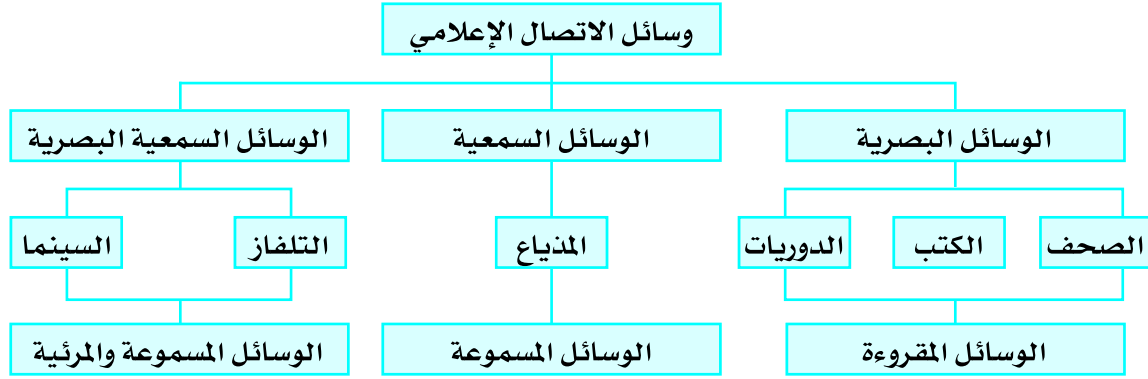 وسائل الاتصال الإعلامي
الوسائل البصرية
الوسائل السمعية
الوسائل السمعية البصرية
الصحف
الكتب
الدوريات
المذياع
التلفاز
السينما
الوسائل المقروءة
الوسائل المسموعة
الوسائل المسموعة والمرئية